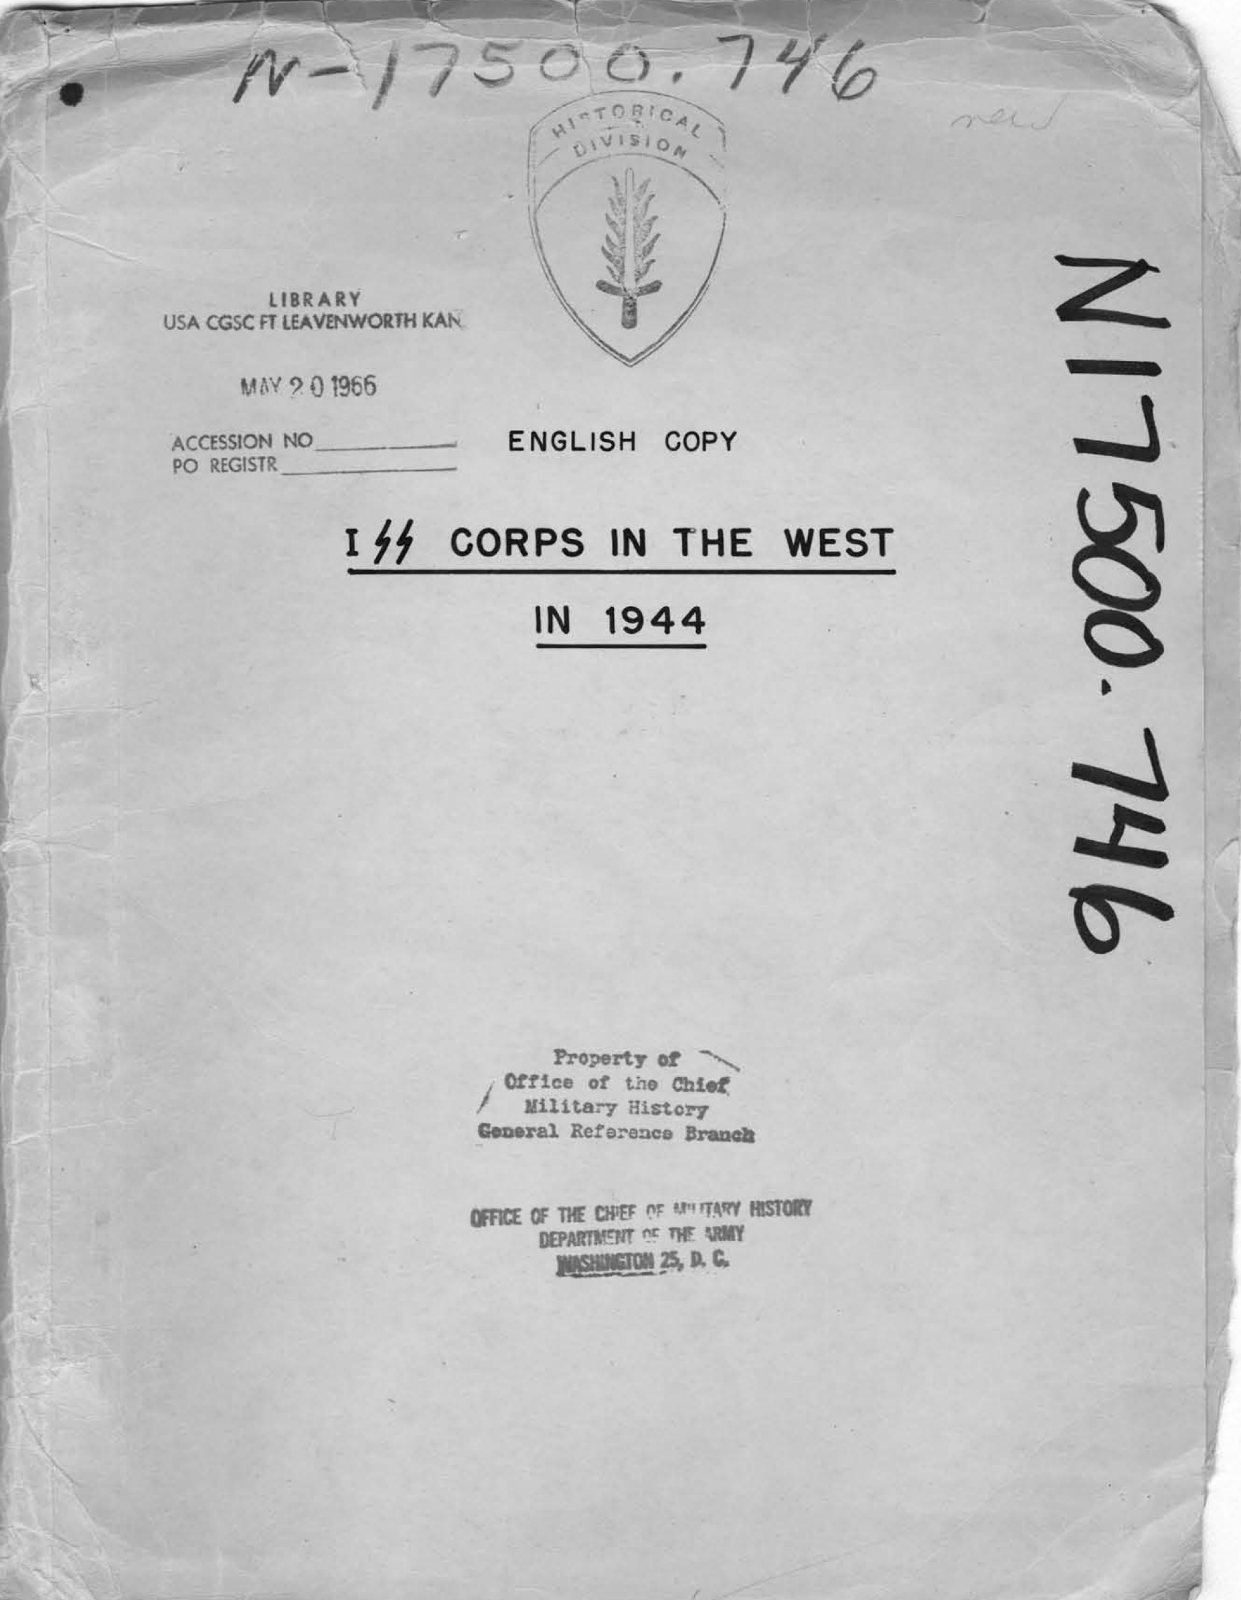 N-17500.746
new
HISTORICAL
DIVISION
LIBRARY
USA CGSC FT LEAVENWORTH KAN
MAY 20 1966
ACCESSION NO
PO REGISTR
ENGLISH COPY
I ᛋᛋ CORPS IN THE WEST
IN 1944
N17500.746
Property of
Office of the Chief
Military History
General Reference Branch
OFFICE OF THE CHIEF OF MILITARY HISTORY
DEPARTMENT OF THE ARMY
WASHINGTON 25, D. C.